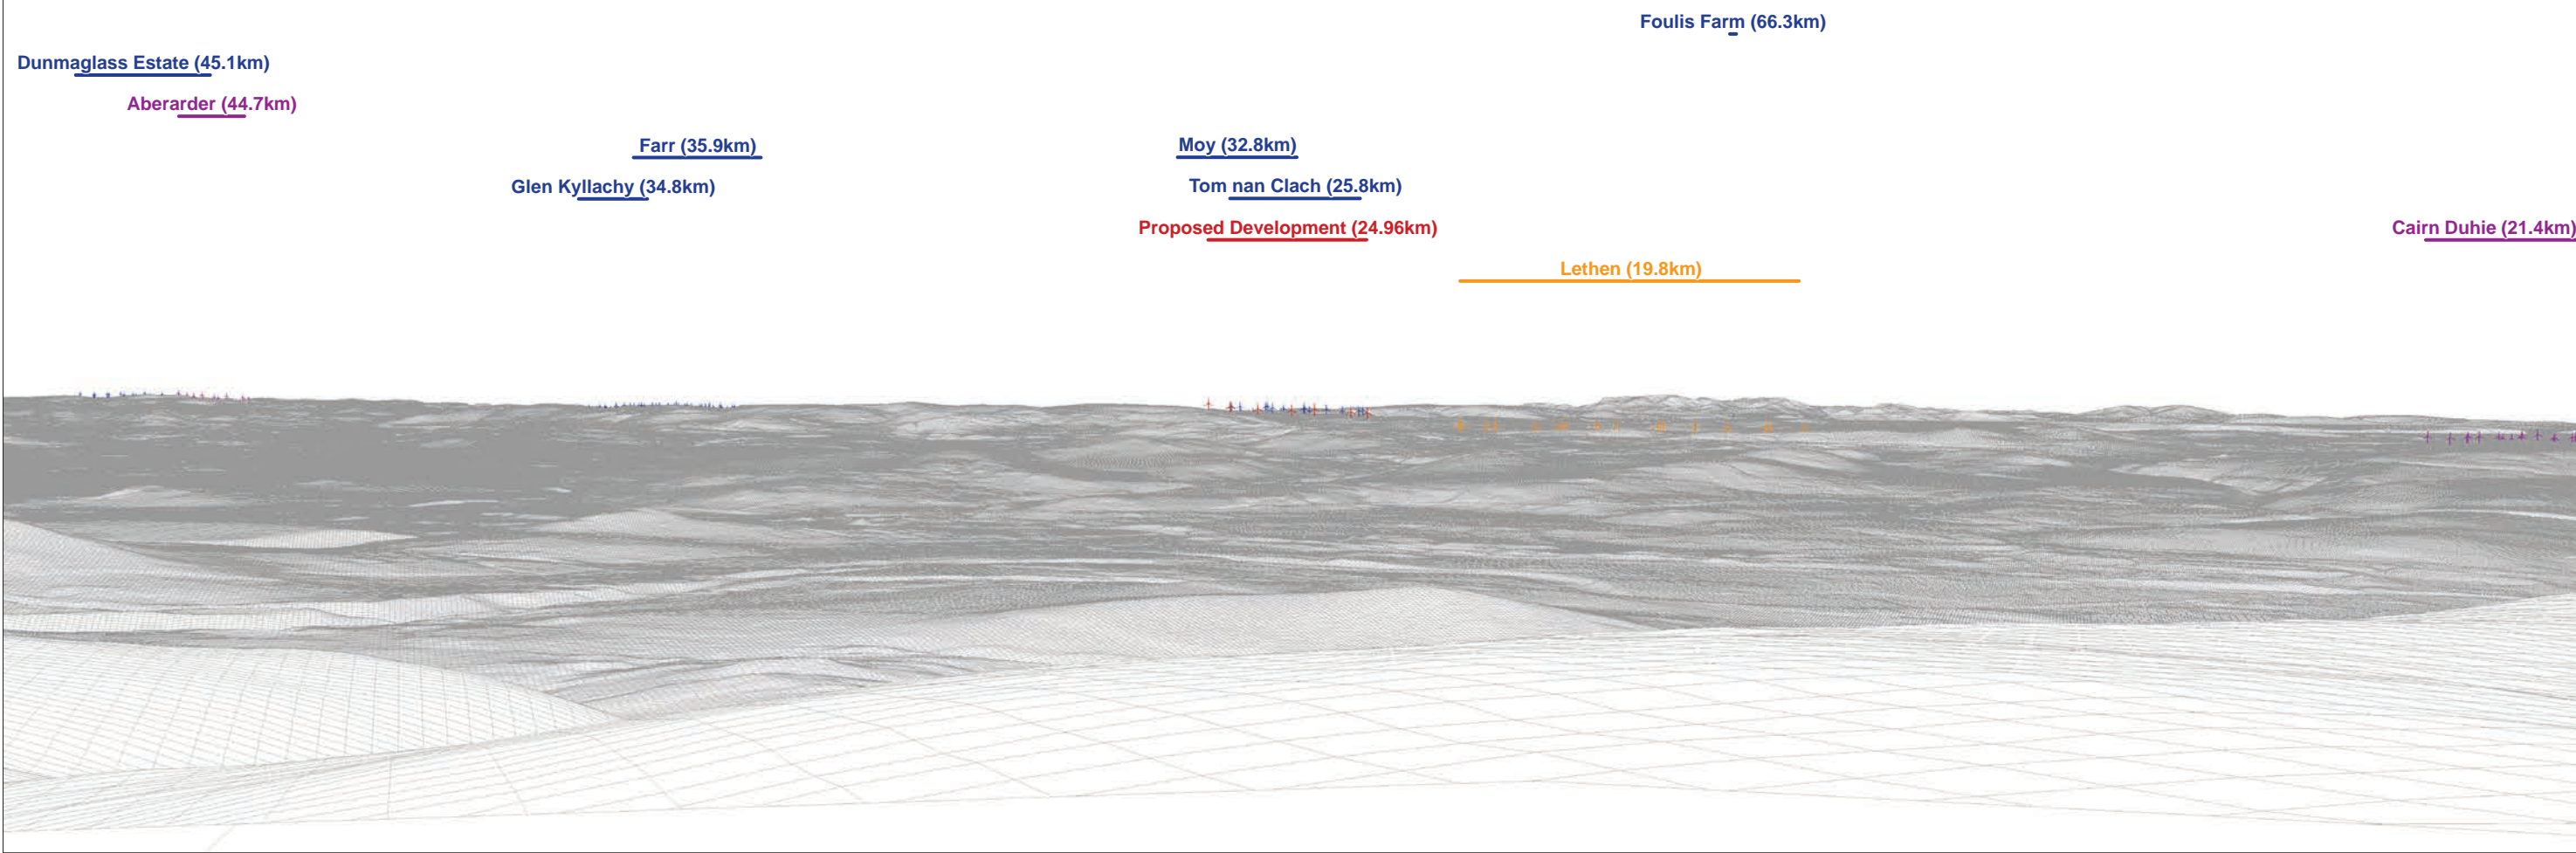 Foulis Farm (66.3km)
Dunmaglass Estate (45.1km)
Aberarder (44.7km)
Farr (35.9km)
Moy (32.8km)
Glen Kyllachy (34.8km)
Tom nan Clach (25.8km)
Proposed Development (24.96km)
Cairn Duhie (21.4km)
Lethen (19.8km)